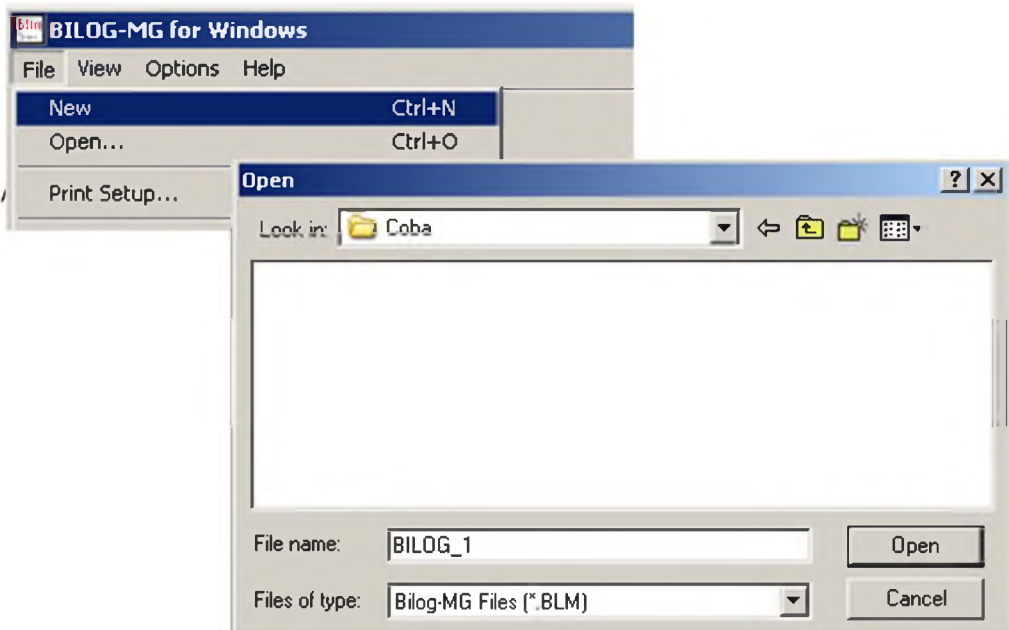 BILOG-MG for Windows
File View Options Help
New Ctrl+N
Open... Ctrl+O
Print Setup...
Open
Look in: Coba
File name: BILOG_1 Open
Files of type: Bilog-MG Files (*.BLM) Cancel